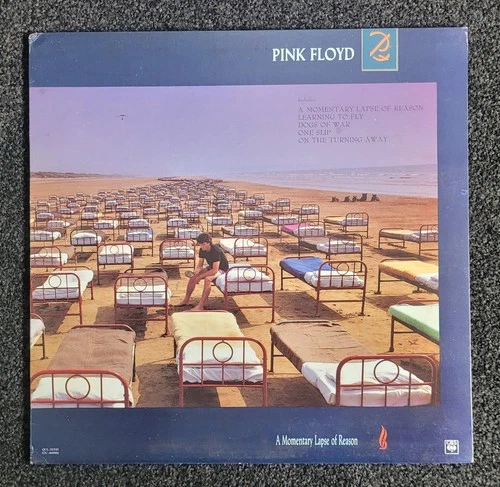 PINK FLOYD
A MOMENTARY LAPSE OF REASON
LEARNING TO FLY
DOGS OF WAR
ONE SLIP
ON THE TURNING AWAY
A Momentary Lapse of Reason
CBS